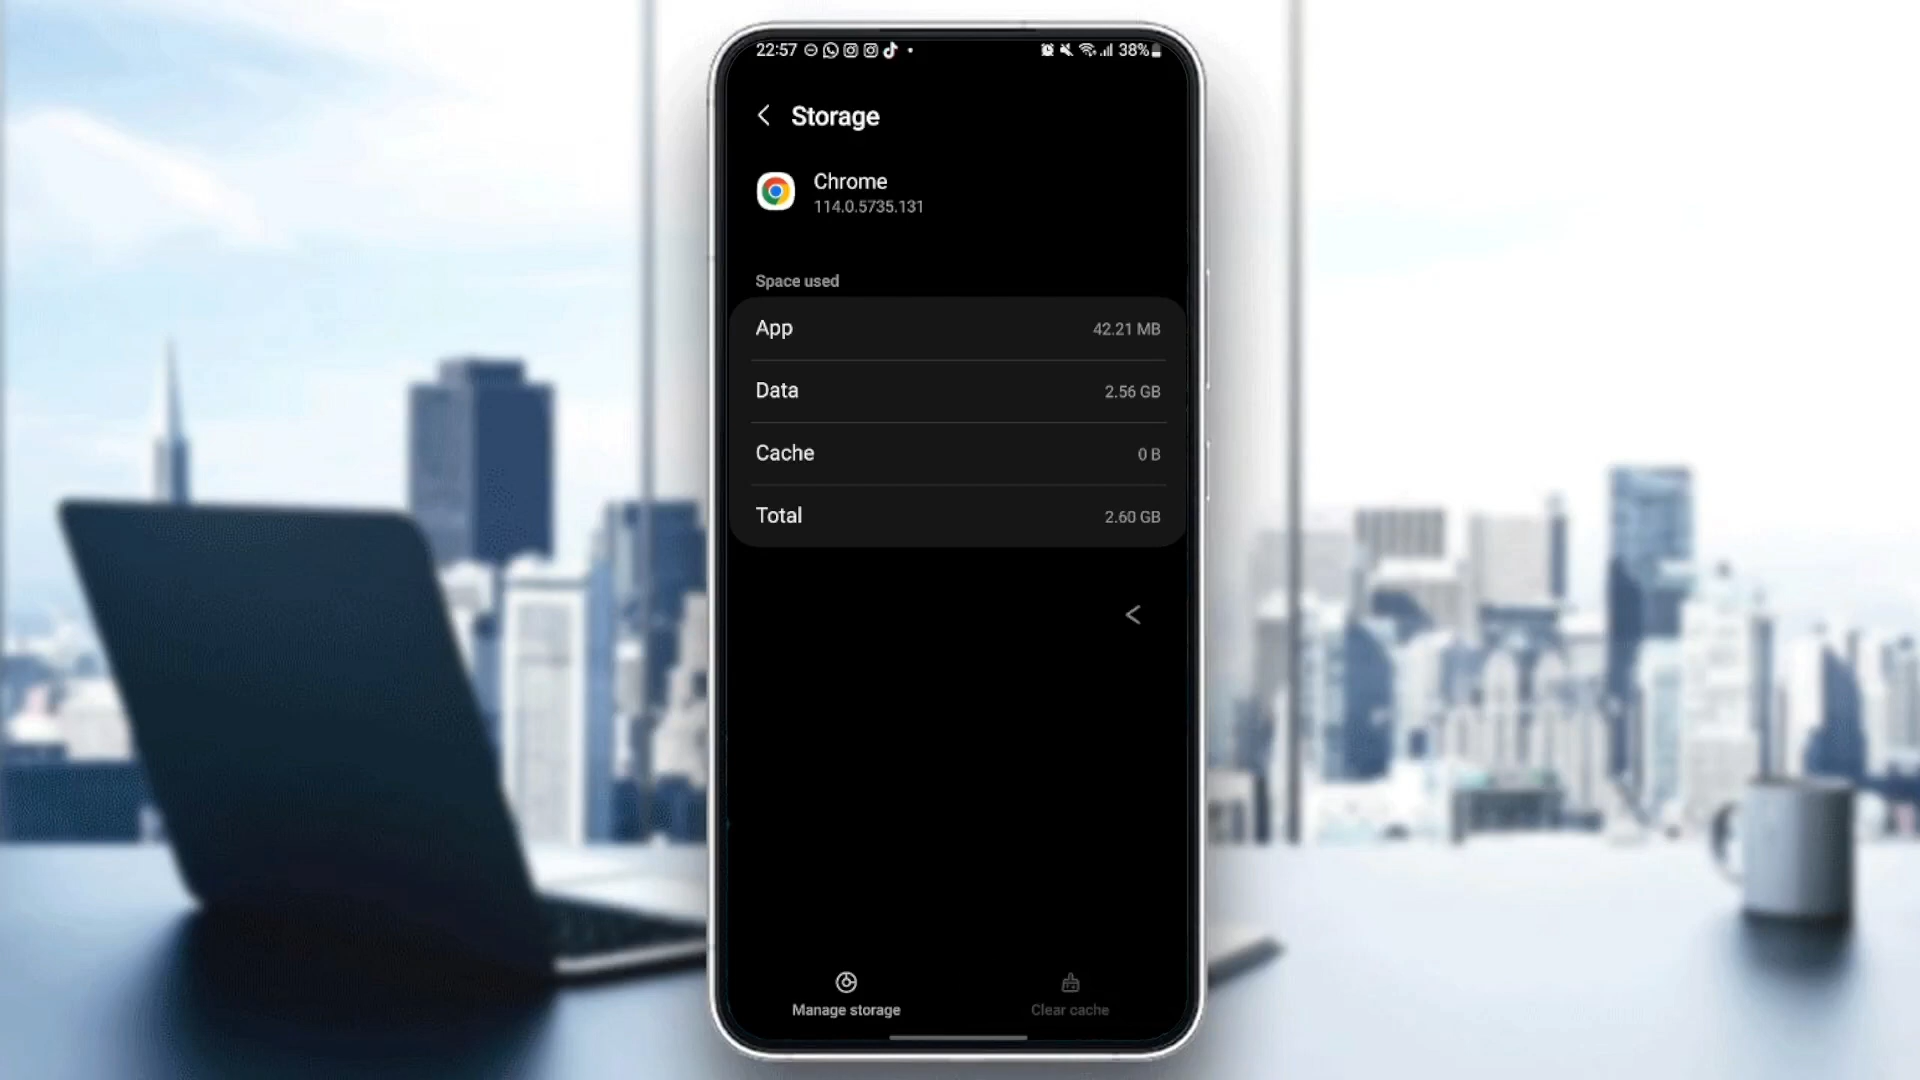 22:57 38%
Storage
Chrome
114.0.5735.131
Space used
App 42.21 MB
Data 2.56 GB
Cache 0 B
Total 2.60 GB
Manage storage Clear cache